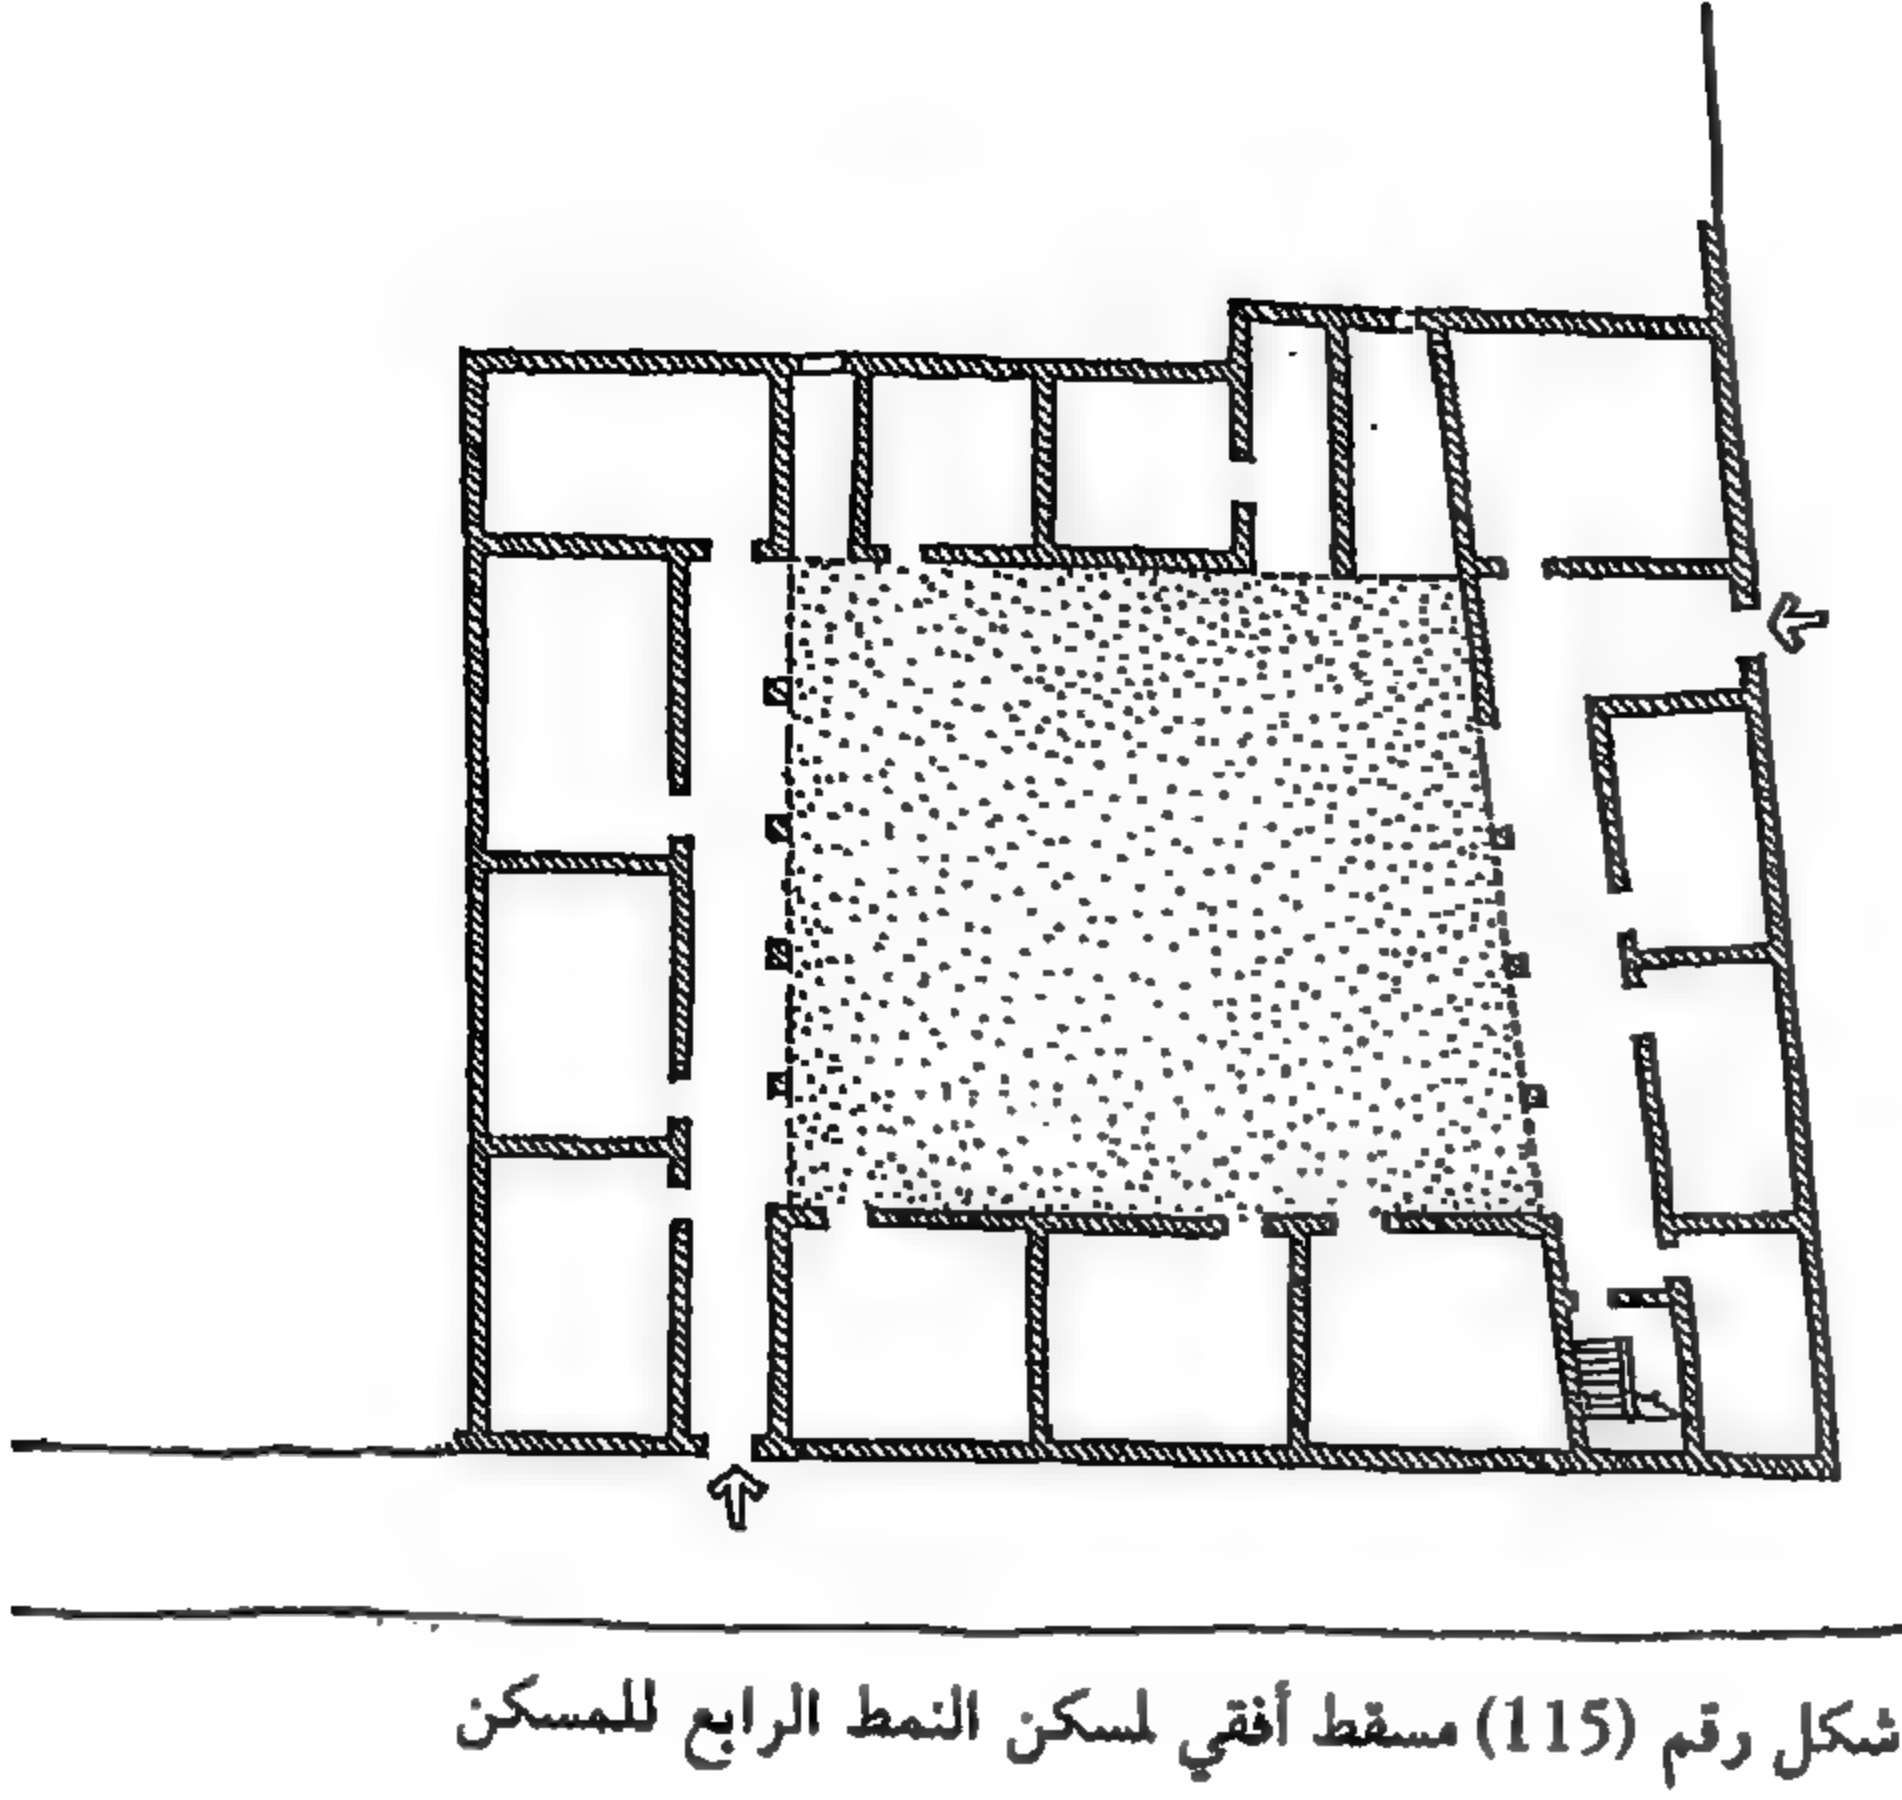 شكل رقم (115) مسقط أفقي لمسكن النمط الرابع للمسكن